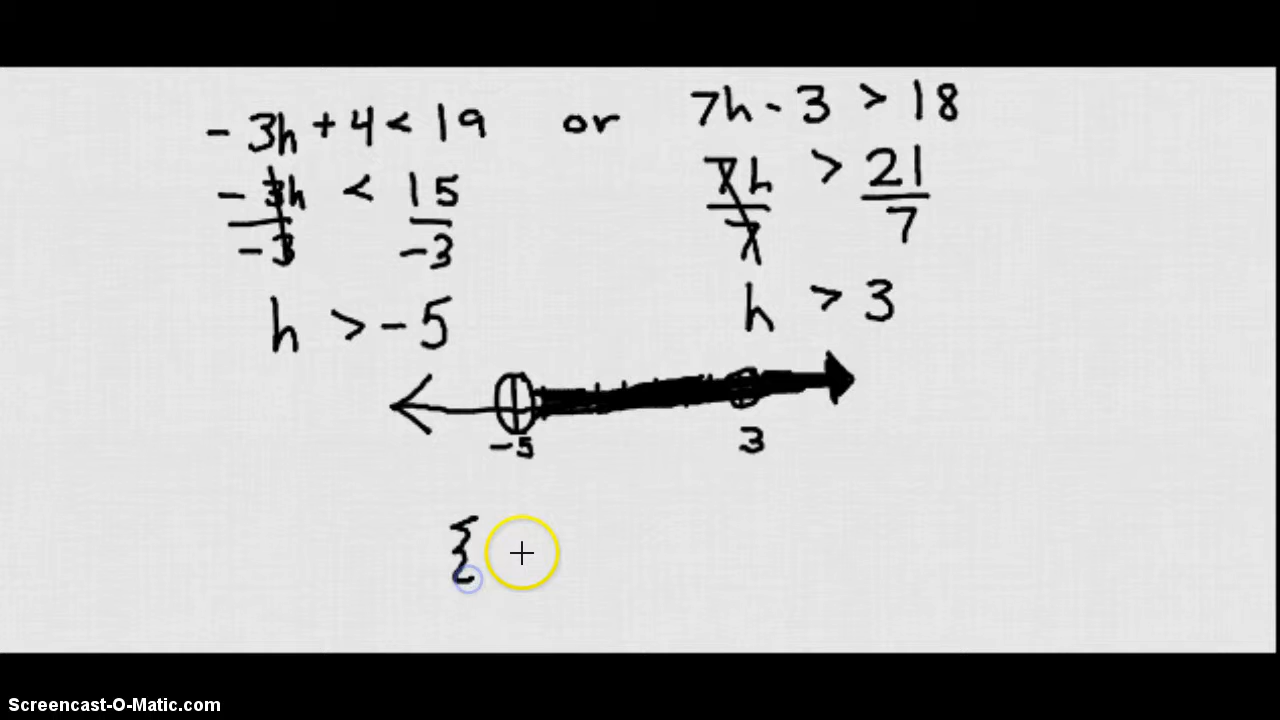 -3h + 4 < 19 or 7h - 3 > 18
-3h < 15 7h > 21
-3 -3 7 7
h > -5 h > 3
-5 3
{
Screencast-O-Matic.com